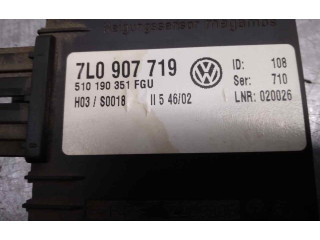 Neigungssensor
7L0 907 719
510 190 351 FGU
H03 / S0018 II 5 46/02
ID: 108
Ser: 710
LNR: 020026